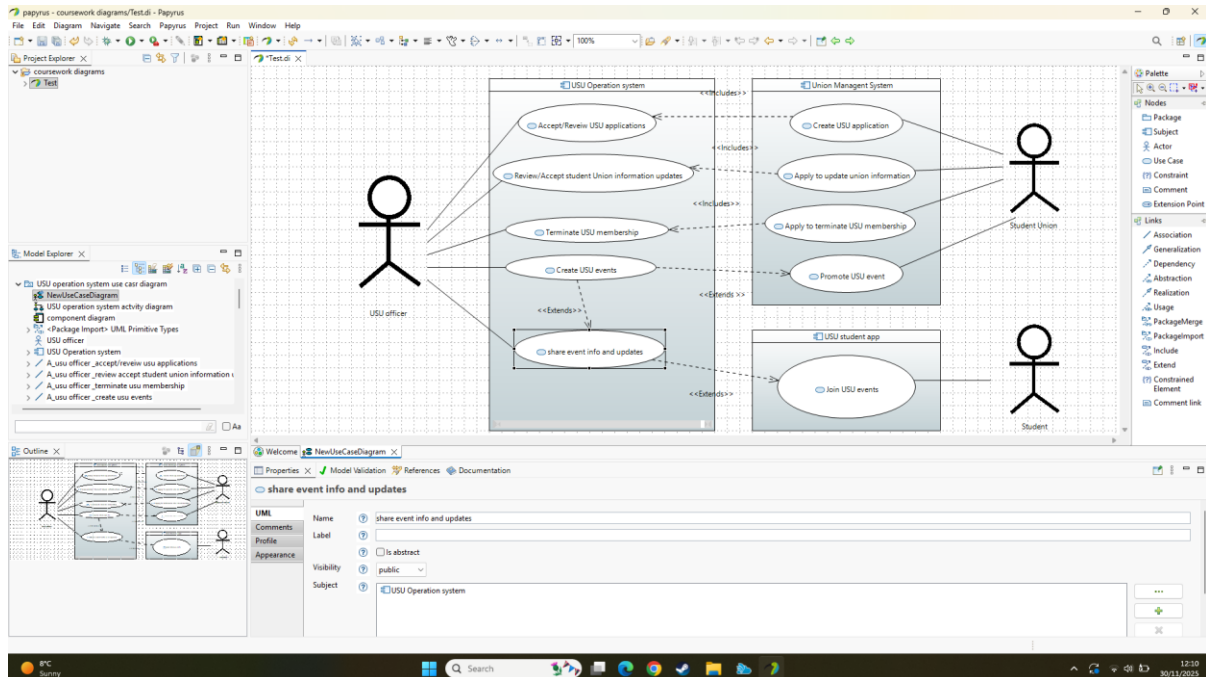 papyrus - coursework diagrams/Test.di - Papyrus
File Edit Diagram Navigate Search Papyrus Project Run Window Help
100%
Project Explorer
coursework diagrams
Test
*Test.di
USU Operation system
Accept/Reveiw USU applications
Review/Accept student Union information updates
Terminate USU membership
Create USU events
<<Extends>>
share event info and updates
USU officer
<<Includes>>
<<Includes>>
<<Includes>>
<<Extends >>
<<Extends>>
Union Managent System
Create USU application
Apply to update union information
Apply to terminate USU membership
Promote USU event
USU student app
Join USU events
Student Union
Student
Palette
Nodes
Package
Subject
Actor
Use Case
Constraint
Comment
Extension Point
Links
Association
Generalization
Dependency
Abstraction
Realization
Usage
PackageMerge
PackageImport
Include
Extend
Constrained
Element
Comment link
Model Explorer
USU operation system use casr diagram
NewUseCaseDiagram
USU operation system actvity diagram
component diagram
<Package Import> UML Primitive Types
USU officer
USU Operation system
A_usu officer _accept/reveiw usu applications
A_usu officer _review accept student union information u
A_usu officer _terminate usu membership
A_usu officer _create usu events
Aa
Outline
Welcome NewUseCaseDiagram
Properties Model Validation References Documentation
share event info and updates
UML
Comments
Profile
Appearance
Name share event info and updates
Label
Is abstract
Visibility public
Subject USU Operation system
8°C
Sunny
Search
12:10
30/11/2025